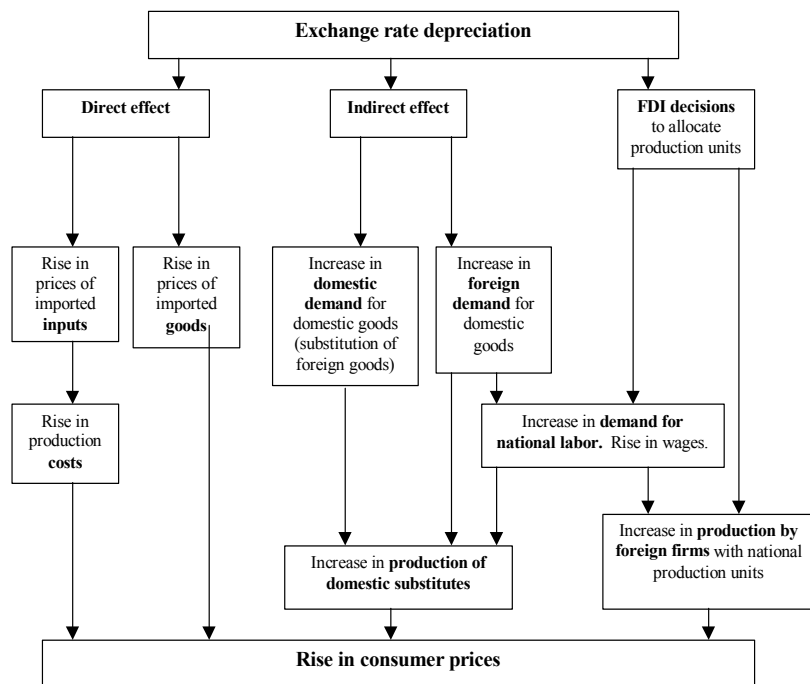 Exchange rate depreciation
Direct effect
Indirect effect
FDI decisions
to allocate
production units
Rise in
prices of
imported
inputs
Rise in
prices of
imported
goods
Increase in
domestic
demand for
domestic goods
(substitution of
foreign goods)
Increase in
foreign
demand for
domestic
goods
Rise in
production
costs
Increase in demand for
national labor. Rise in wages.
Increase in production of
domestic substitutes
Increase in production by
foreign firms with national
production units
Rise in consumer prices